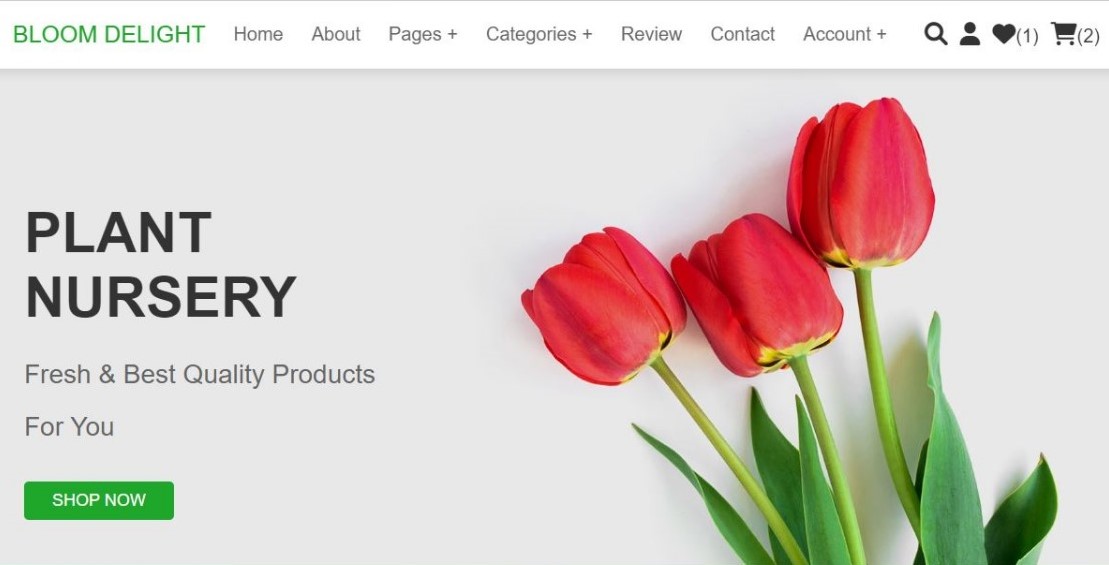 BLOOM DELIGHT Home About Pages + Categories + Review Contact Account + (1) (2)
PLANT
NURSERY
Fresh & Best Quality Products
For You
SHOP NOW